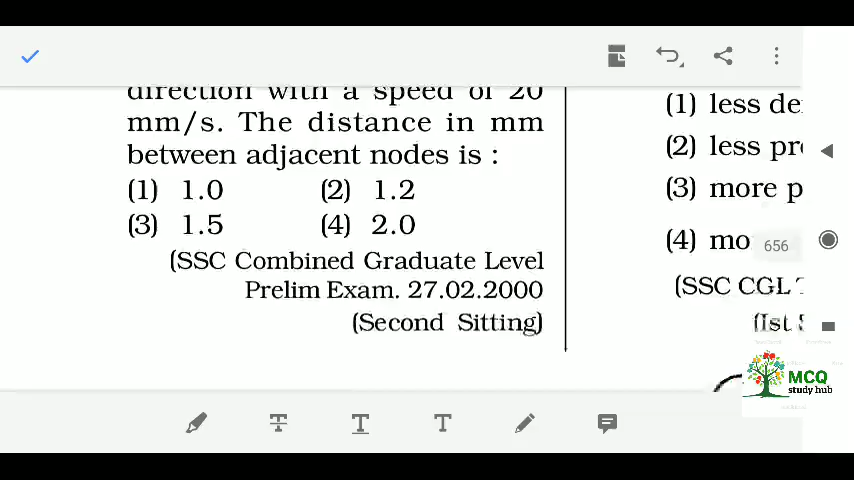 direction with a speed of 20
mm/s. The distance in mm
between adjacent nodes is :
(1) 1.0 (2) 1.2
(3) 1.5 (4) 2.0
(SSC Combined Graduate Level
Prelim Exam. 27.02.2000
(Second Sitting)
(1) less de
(2) less pr
(3) more p
(4) mo
656
(SSC CGL
(Ist
MCQ
study hub
T T T